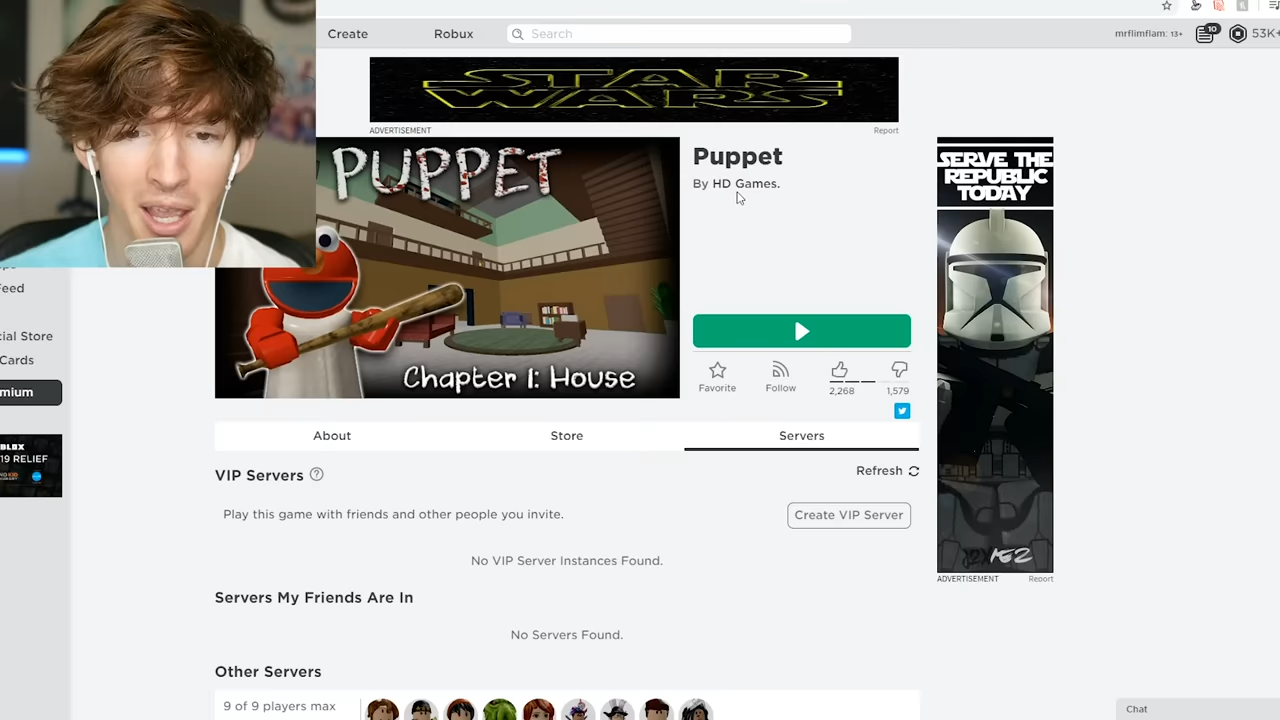 Create
Robux
Search
mrflimflam: 13+
10
53K+
STAR
WARS
ADVERTISEMENT
Report
PUPPET
Chapter 1: House
Puppet
By HD Games.
SERVE THE
REPUBLIC
TODAY
Favorite
Follow
2,268
1,579
Feed
cial Store
Cards
mium
BLOX
19 RELIEF
About
Store
Servers
VIP Servers
Refresh
Play this game with friends and other people you invite.
Create VIP Server
No VIP Server Instances Found.
ADVERTISEMENT
Report
Servers My Friends Are In
No Servers Found.
Other Servers
9 of 9 players max
Chat